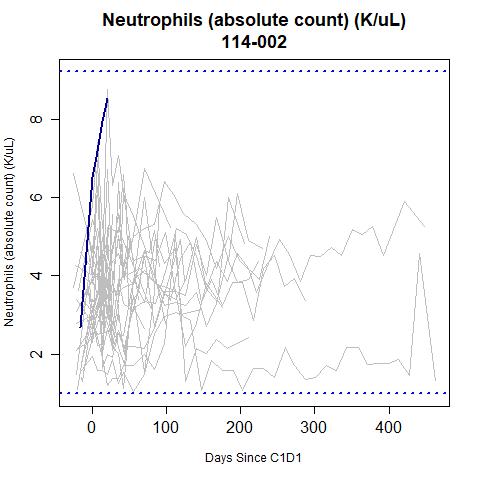 Neutrophils (absolute count) (K/uL)
114-002
Neutrophils (absolute count) (K/uL)
8
6
4
2
0 100 200 300 400
Days Since C1D1